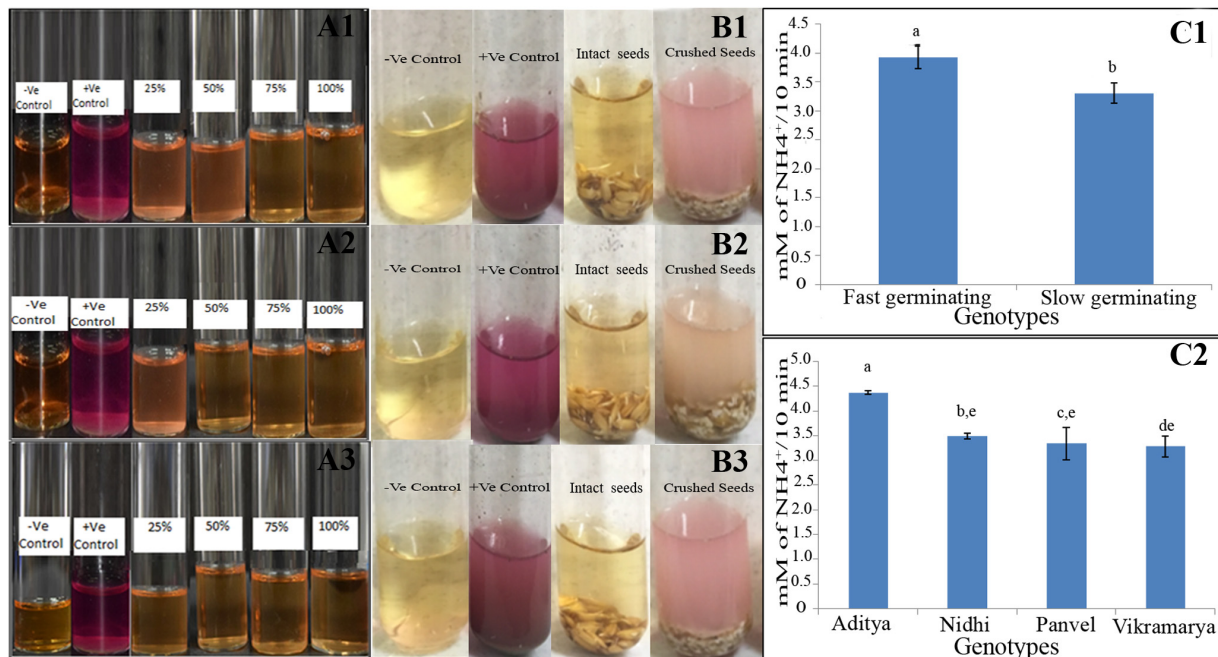 A1
-Ve
Control
+Ve
Control
25%
50%
75%
100%
A2
-Ve
Control
+Ve
Control
25%
50%
75%
100%
A3
-Ve
Control
+Ve
Control
25%
50%
75%
100%
B1
-Ve Control
+Ve Control
Intact seeds
Crushed Seeds
B2
-Ve Control
+Ve Control
Intact seeds
Crushed Seeds
B3
-Ve Control
+Ve Control
Intact seeds
Crushed Seeds
C1
mM of NH4⁺/10 min
4.5
4.0
3.5
3.0
2.5
2.0
1.5
1.0
0.5
0
a
b
Fast germinating
Slow germinating
Genotypes
C2
mM of NH4⁺/10 min
5.0
4.5
4.0
3.5
3.0
2.5
2.0
1.5
1.0
0.5
0.0
a
b,e
c,e
de
Aditya
Nidhi
Panvel
Vikramarya
Genotypes